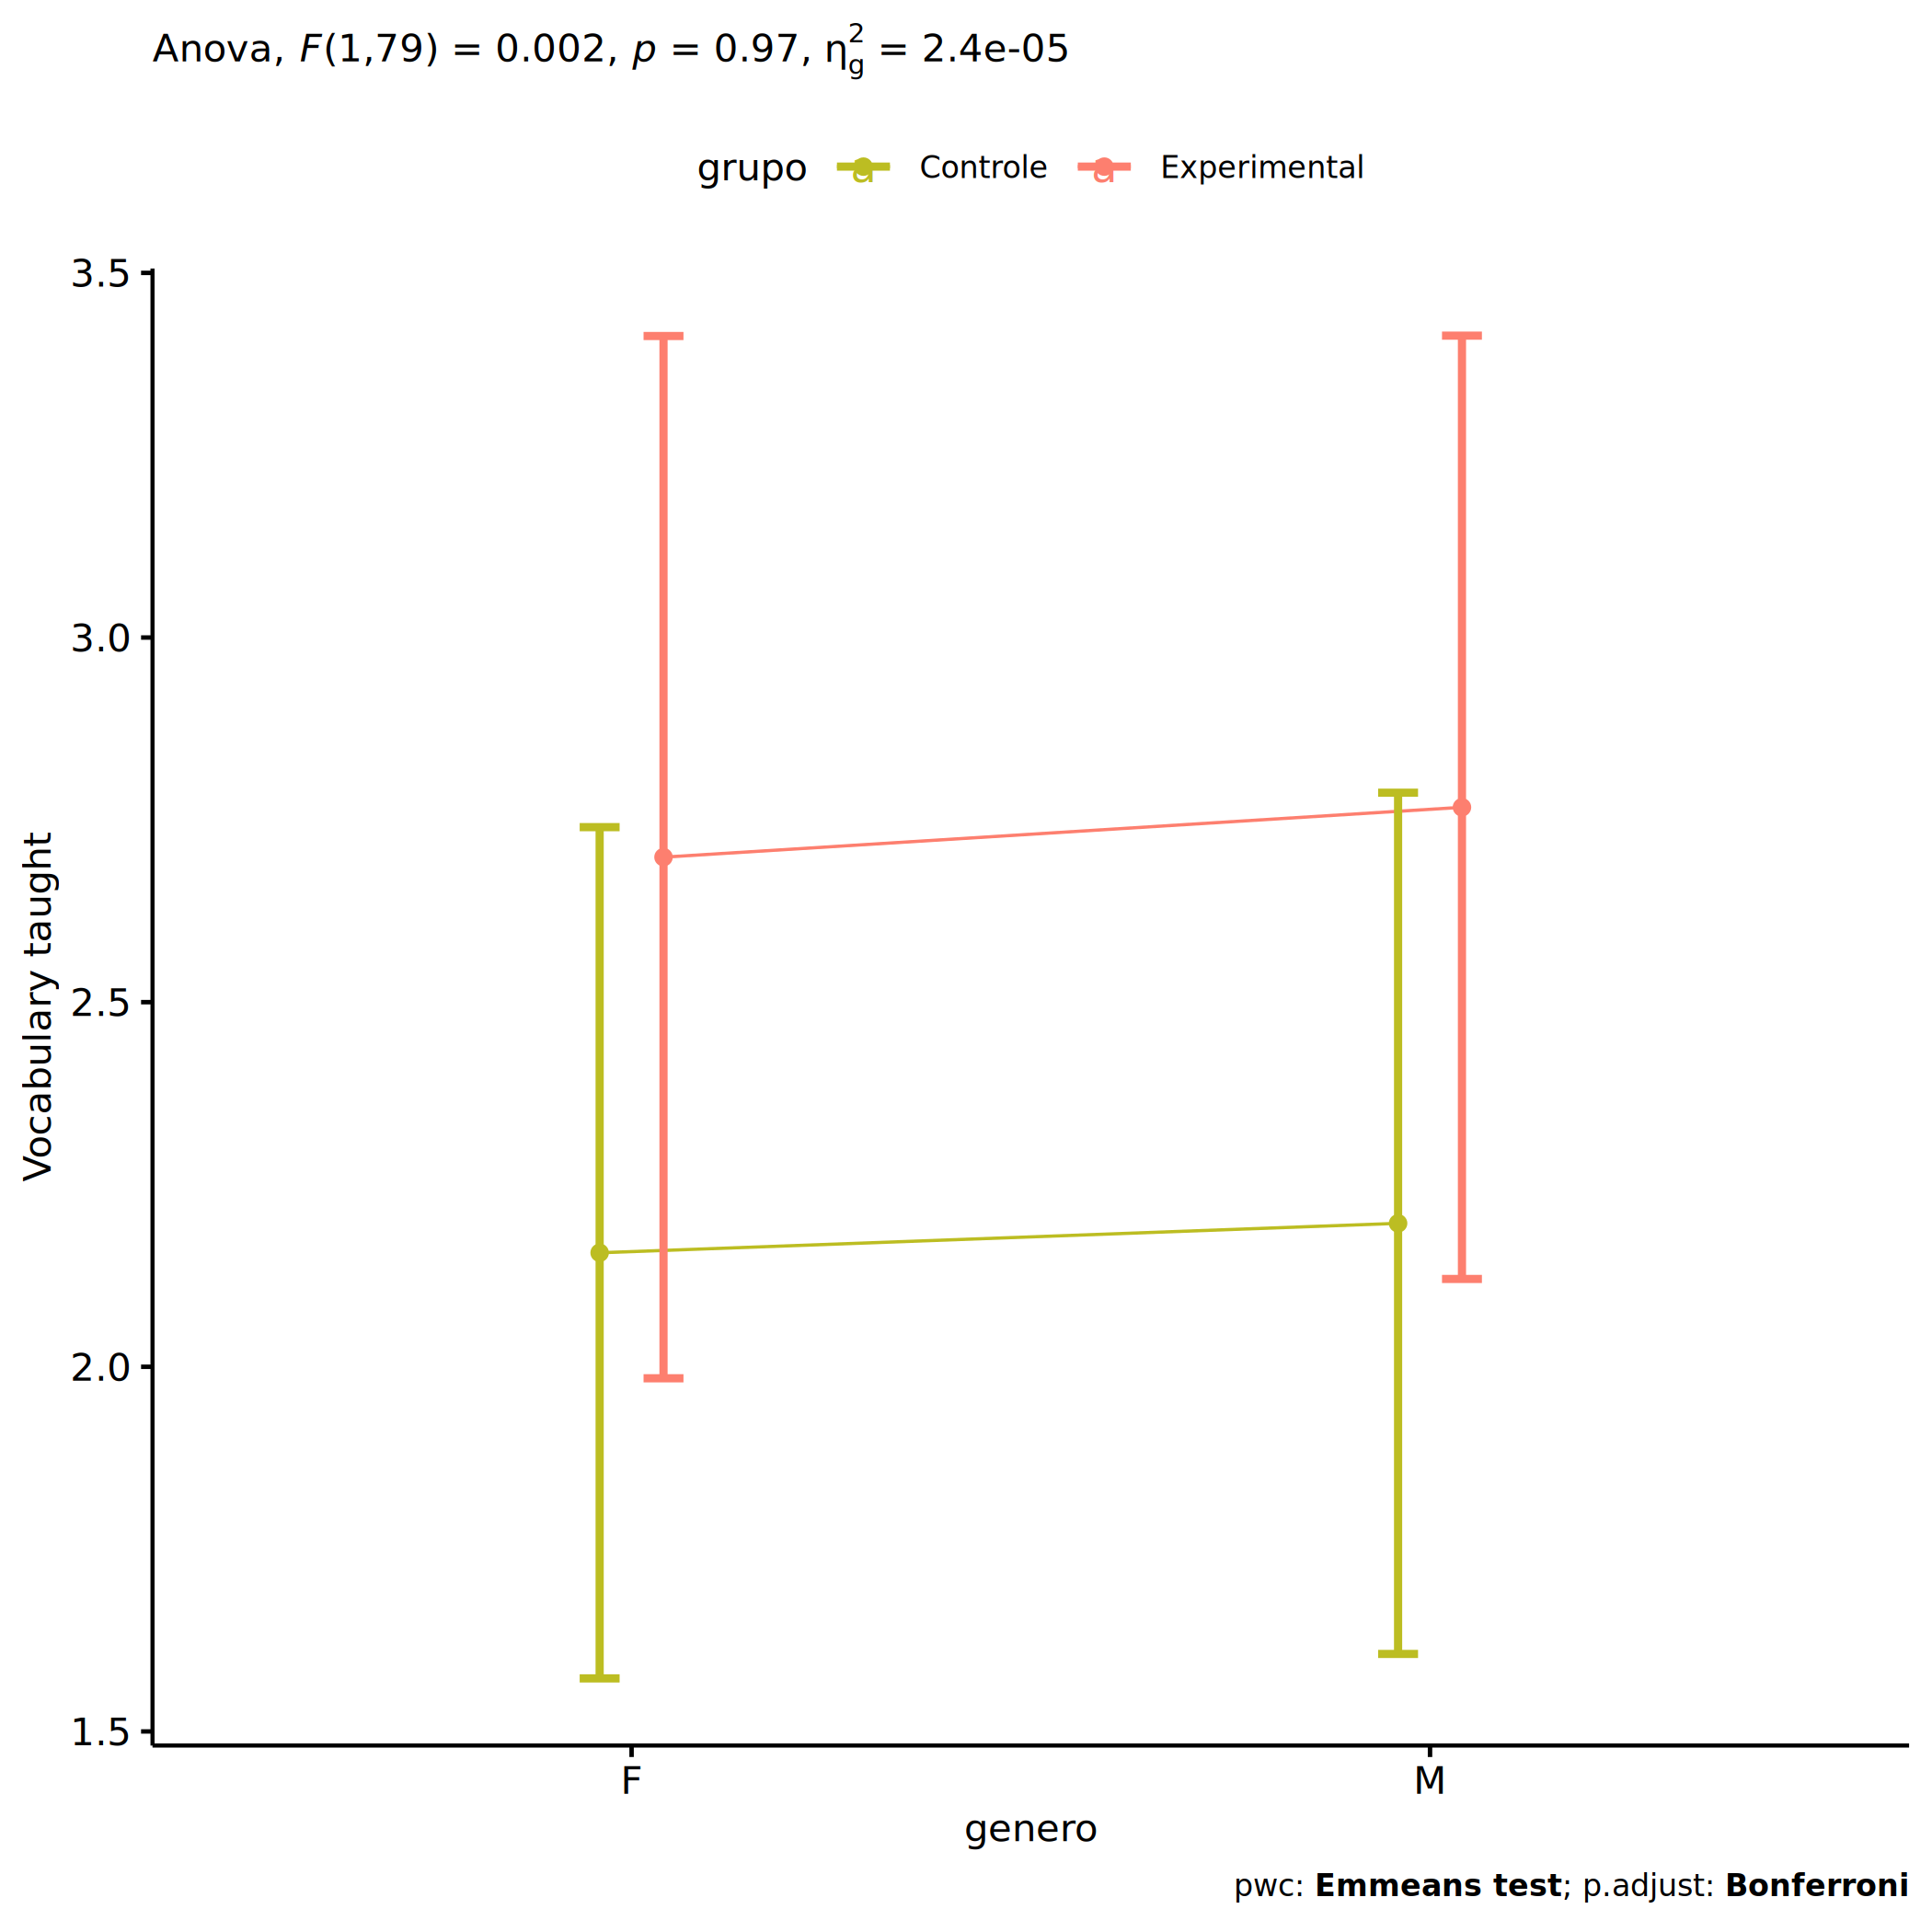 Anova, F(1,79) = 0.002, p = 0.97, η²g = 2.4e-05
grupo a Controle a Experimental
3.5
3.0
2.5
2.0
1.5
Vocabulary taught
F M
genero
pwc: Emmeans test; p.adjust: Bonferroni